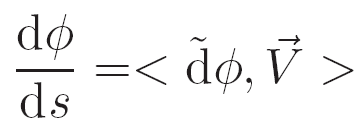 dϕ/ds = < d̃ϕ, V⃗ >